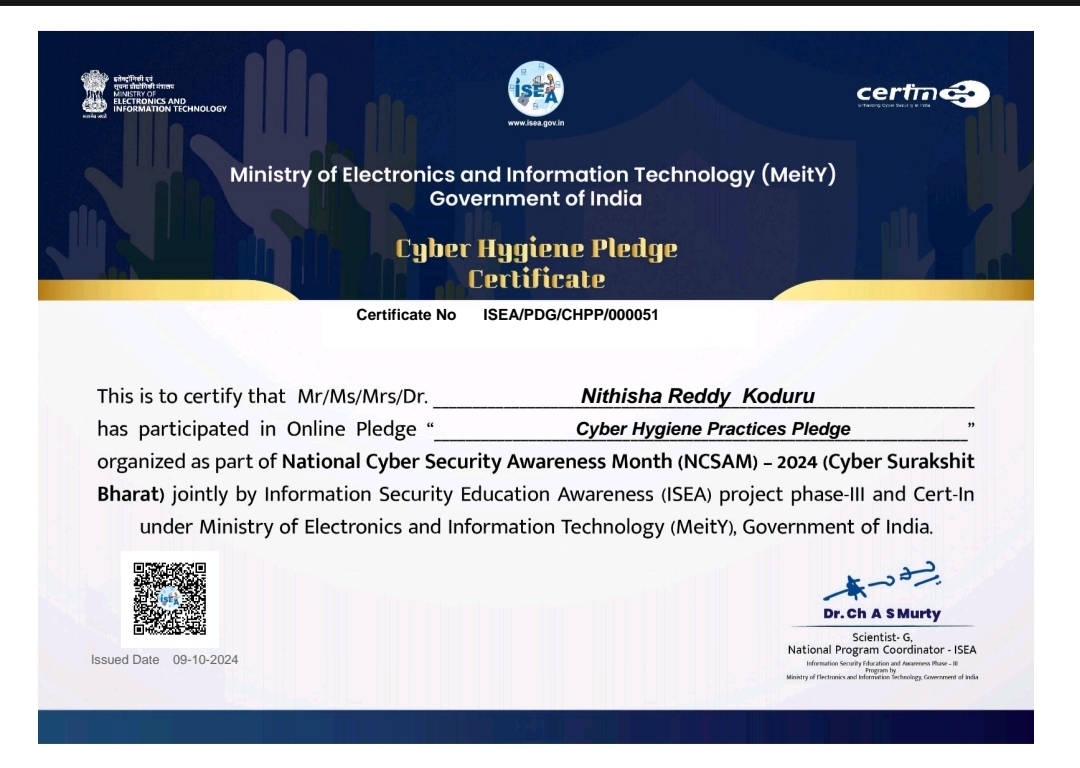 इलेक्ट्रॉनिकी एवं
सूचना प्रौद्योगिकी मंत्रालय
MINISTRY OF
ELECTRONICS AND
INFORMATION TECHNOLOGY
सत्यमेव जयते
ISEA
www.isea.gov.in
certin
Enhancing Cyber Security in India
Ministry of Electronics and Information Technology (MeitY)
Government of India
Cyber Hygiene Pledge
Certificate
Certificate No ISEA/PDG/CHPP/000051
This is to certify that Mr/Ms/Mrs/Dr. Nithisha Reddy Koduru
has participated in Online Pledge “ Cyber Hygiene Practices Pledge ”
organized as part of National Cyber Security Awareness Month (NCSAM) – 2024 (Cyber Surakshit
Bharat) jointly by Information Security Education Awareness (ISEA) project phase-III and Cert-In
under Ministry of Electronics and Information Technology (MeitY), Government of India.
ISEA
Issued Date 09-10-2024
Dr. Ch A S Murty
Scientist- G,
National Program Coordinator - ISEA
Information Security Education and Awareness Phase – III
Program by
Ministry of Electronics and Information Technology, Government of India